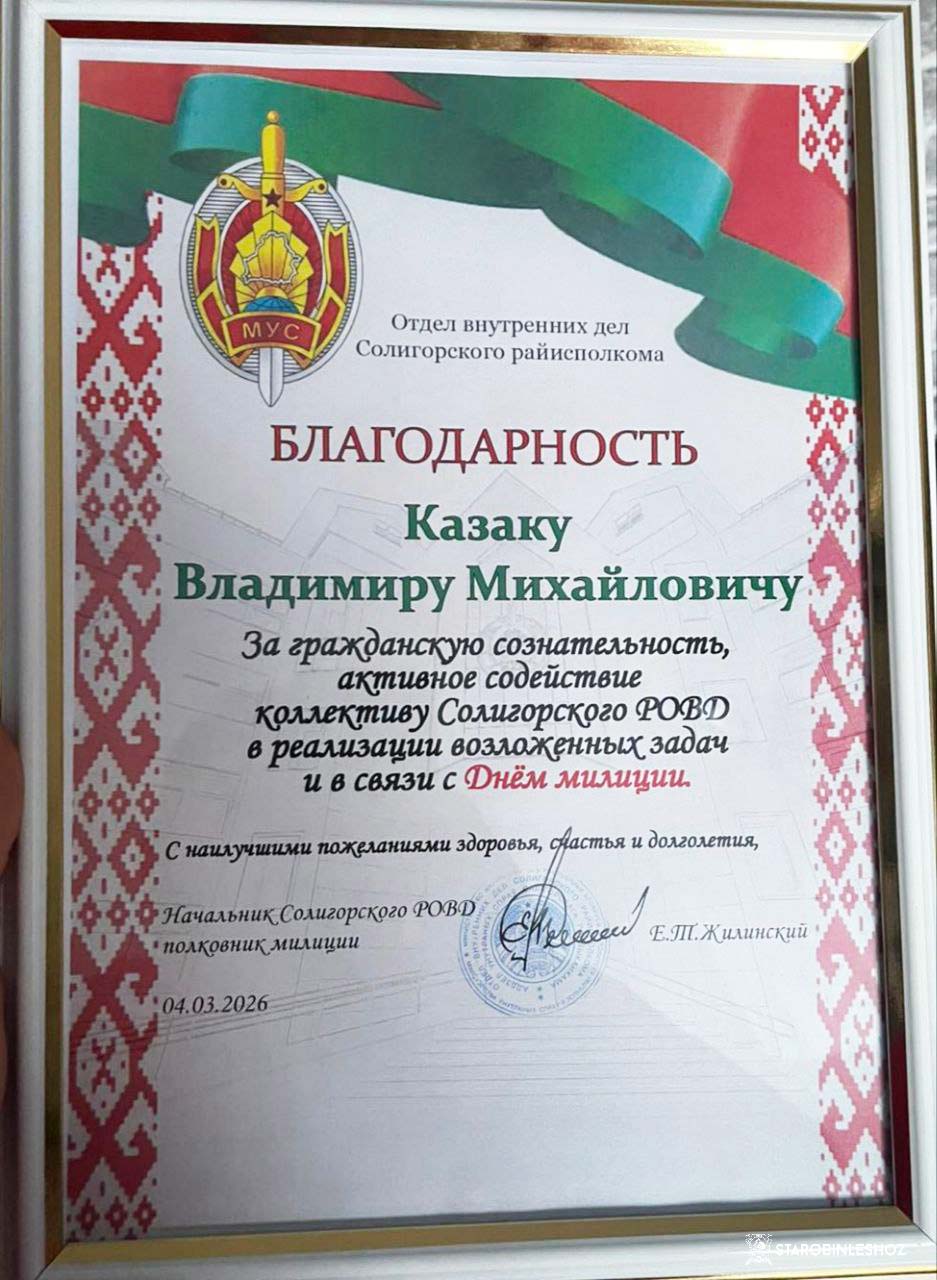 МУС
Отдел внутренних дел
Солигорского райисполкома
БЛАГОДАРНОСТЬ
Казаку
Владимиру Михайловичу
За гражданскую сознательность,
активное содействие
коллективу Солигорского РОВД
в реализации возложенных задач
и в связи с Днём милиции.
С наилучшими пожеланиями здоровья, счастья и долголетия,
Начальник Солигорского РОВД
полковник милиции
Е.Т.Жилинский
04.03.2026
STAROBINLESHOZ